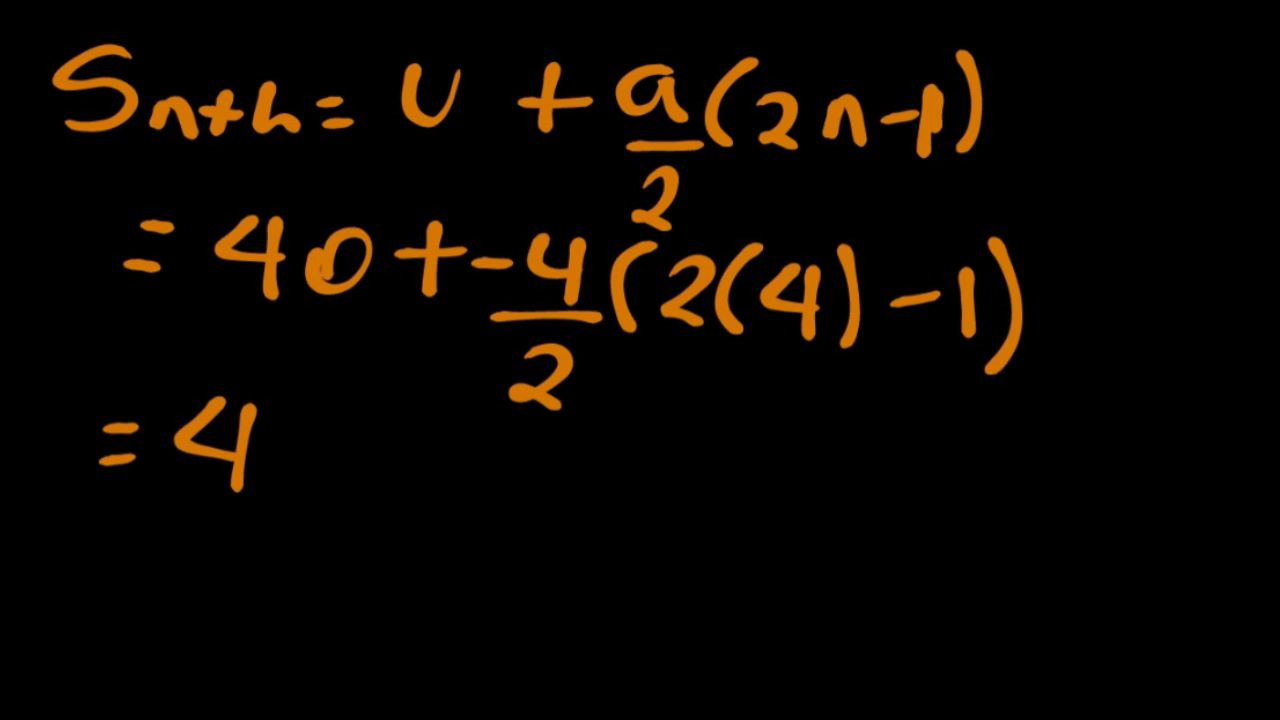 Snth = u + a/2 (2n-1)
= 40 + -4/2 (2(4) - 1)
= 4